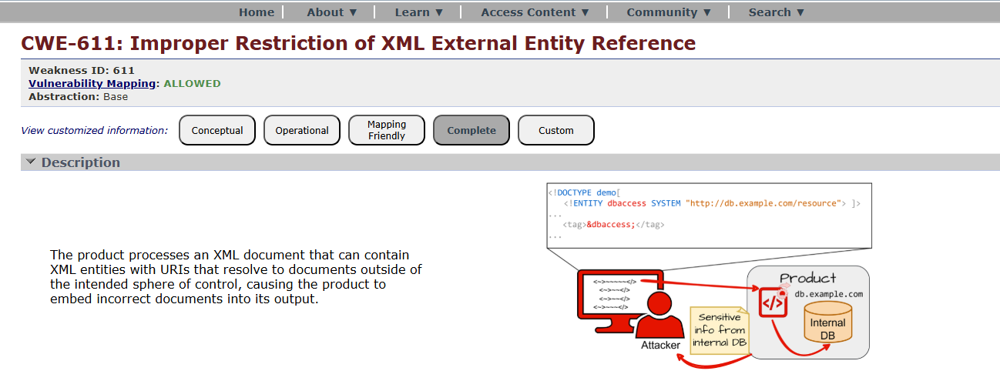 Home About ▼ Learn ▼ Access Content ▼ Community ▼ Search ▼
CWE-611: Improper Restriction of XML External Entity Reference
Weakness ID: 611
Vulnerability Mapping: ALLOWED
Abstraction: Base
View customized information:
Conceptual
Operational
Mapping
Friendly
Complete
Custom
Description
The product processes an XML document that can contain
XML entities with URIs that resolve to documents outside of
the intended sphere of control, causing the product to
embed incorrect documents into its output.
<!DOCTYPE demo[
<!ENTITY dbaccess SYSTEM "http://db.example.com/resource"> ]>
...
<tag>&dbaccess;</tag>
...
<~>~~~~~</>
<~>~~</>
<~>~~</>
<~>~~~</>
Attacker
Sensitive
info from
internal DB
Product
db.example.com
</>
Internal
DB